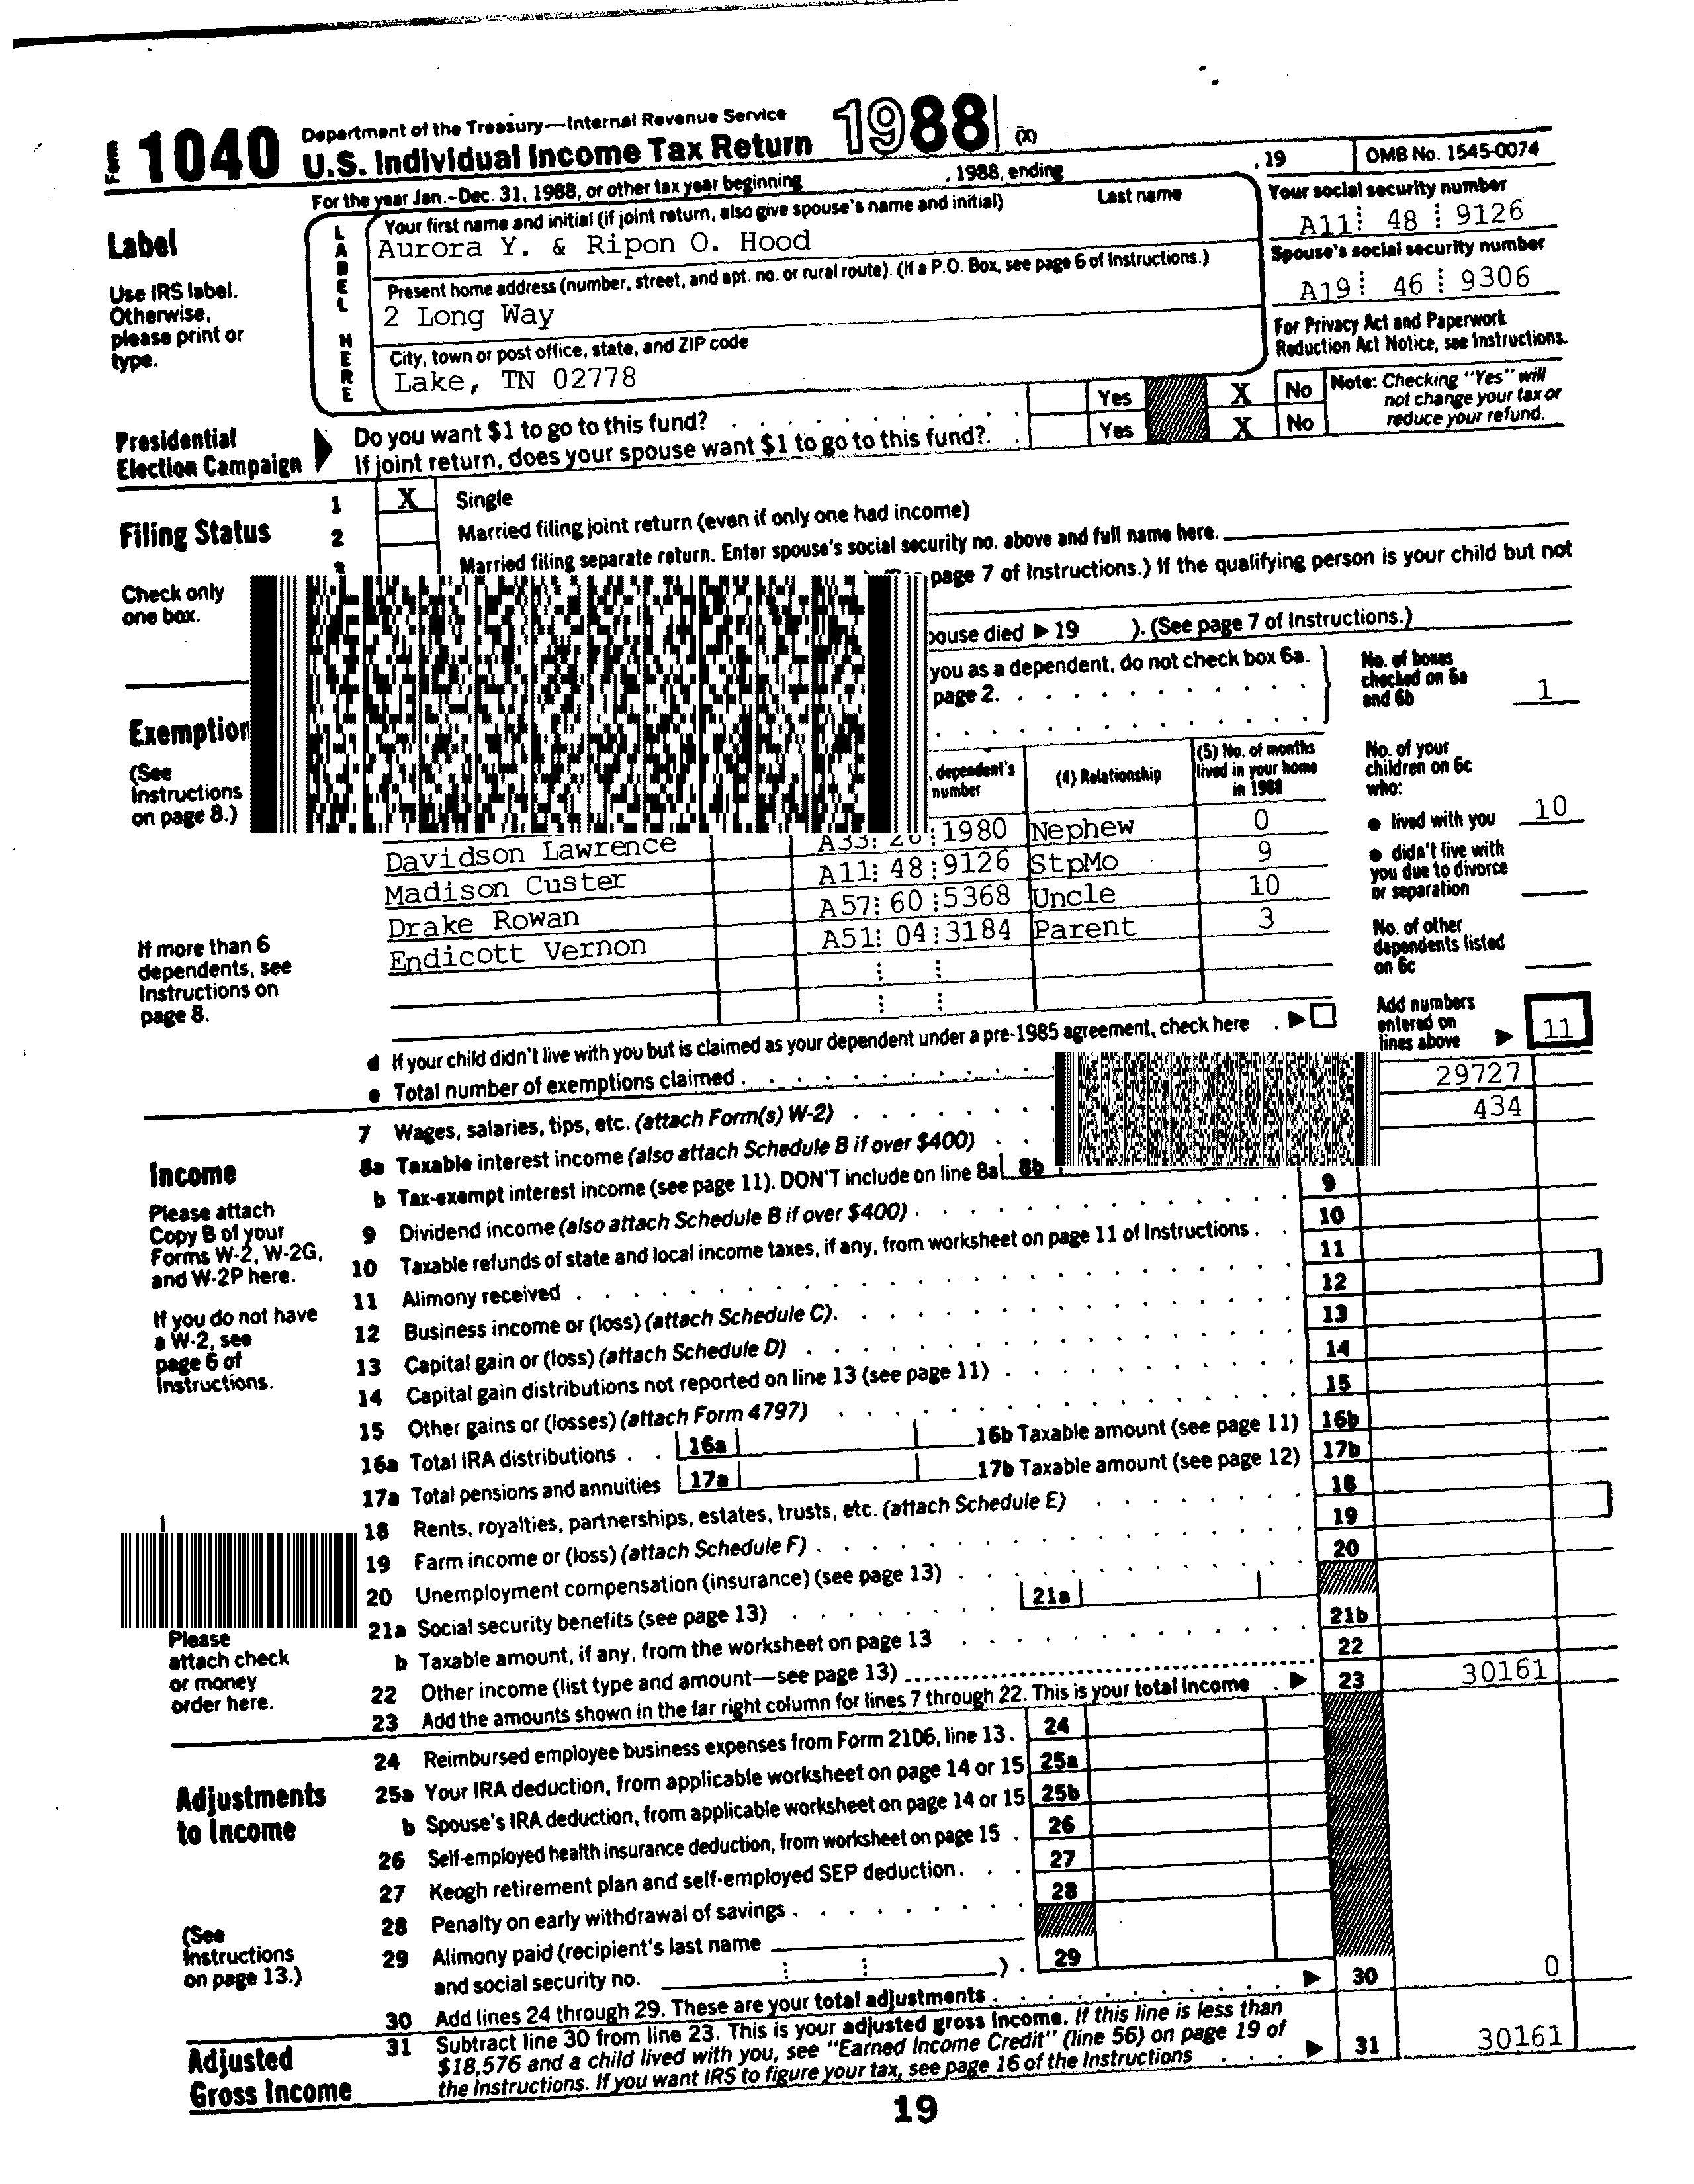 Form 1040 Department of the Treasury—Internal Revenue Service
U.S. Individual Income Tax Return 1988 (X)
For the year Jan.–Dec. 31, 1988, or other tax year beginning , 1988, ending , 19 OMB No. 1545-0074
Label
Use IRS label.
Otherwise,
please print or
type.
LABEL HERE
Your first name and initial (if joint return, also give spouse's name and initial) Last name
Aurora Y. & Ripon O. Hood
Present home address (number, street, and apt. no. or rural route). (If a P.O. Box, see page 6 of Instructions.)
2 Long Way
City, town or post office, state, and ZIP code
Lake, TN 02778
Your social security number
A11 48 9126
Spouse's social security number
A19 46 9306
For Privacy Act and Paperwork
Reduction Act Notice, see Instructions.
Presidential
Election Campaign
Do you want $1 to go to this fund? Yes X No
If joint return, does your spouse want $1 to go to this fund? Yes X No
Note: Checking "Yes" will
not change your tax or
reduce your refund.
Filing Status
Check only
one box.
1 X Single
2 Married filing joint return (even if only one had income)
Married filing separate return. Enter spouse's social security no. above and full name here.
page 7 of Instructions.) If the qualifying person is your child but not
died ▶ 19 ). (See page 7 of Instructions.)
Exemption
(See
Instructions
on page 8.)
you as a dependent, do not check box 6a.
page 2.
No. of boxes
checked on 6a
and 6b 1
dependent's
number
(4) Relationship
(5) No. of months
lived in your home
in 1988
No. of your
children on 6c
who:
● lived with you 10
● didn't live with
you due to divorce
or separation
No. of other
dependents listed
on 6c
Davidson Lawrence 1980 Nephew 0
Madison Custer A11 48 9126 StpMo 9
Drake Rowan A57 60 5368 Uncle 10
Endicott Vernon A51 04 3184 Parent 3
If more than 6
dependents, see
Instructions on
page 8.
d If your child didn't live with you but is claimed as your dependent under a pre-1985 agreement, check here ▶
e Total number of exemptions claimed
Add numbers
entered on
lines above ▶ 11
Income
Please attach
Copy B of your
Forms W-2, W-2G,
and W-2P here.
If you do not have
a W-2, see
page 6 of
Instructions.
Please
attach check
or money
order here.
7 Wages, salaries, tips, etc. (attach Form(s) W-2) 29727
8a Taxable interest income (also attach Schedule B if over $400) 434
b Tax-exempt interest income (see page 11). DON'T include on line 8a 8b
9 Dividend income (also attach Schedule B if over $400) 9
10 Taxable refunds of state and local income taxes, if any, from worksheet on page 11 of Instructions 10
11 Alimony received 11
12 Business income or (loss) (attach Schedule C) 12
13 Capital gain or (loss) (attach Schedule D) 13
14 Capital gain distributions not reported on line 13 (see page 11) 14
15 Other gains or (losses) (attach Form 4797) 15
16a Total IRA distributions 16a 16b Taxable amount (see page 11) 16b
17a Total pensions and annuities 17a 17b Taxable amount (see page 12) 17b
18 Rents, royalties, partnerships, estates, trusts, etc. (attach Schedule E) 18
19 Farm income or (loss) (attach Schedule F) 19
20 Unemployment compensation (insurance) (see page 13) 20
21a Social security benefits (see page 13) 21a
b Taxable amount, if any, from the worksheet on page 13 21b
22 Other income (list type and amount—see page 13) 22
23 Add the amounts shown in the far right column for lines 7 through 22. This is your total income ▶ 23 30161
Adjustments
to Income
(See
Instructions
on page 13.)
24 Reimbursed employee business expenses from Form 2106, line 13. 24
25a Your IRA deduction, from applicable worksheet on page 14 or 15 25a
b Spouse's IRA deduction, from applicable worksheet on page 14 or 15 25b
26 Self-employed health insurance deduction, from worksheet on page 15 26
27 Keogh retirement plan and self-employed SEP deduction 27
28 Penalty on early withdrawal of savings 28
29 Alimony paid (recipient's last name
and social security no. ). 29
30 Add lines 24 through 29. These are your total adjustments ▶ 30 0
Adjusted
Gross Income
31 Subtract line 30 from line 23. This is your adjusted gross income. If this line is less than
$18,576 and a child lived with you, see "Earned Income Credit" (line 56) on page 19 of
the Instructions. If you want IRS to figure your tax, see page 16 of the Instructions ▶ 31 30161
19